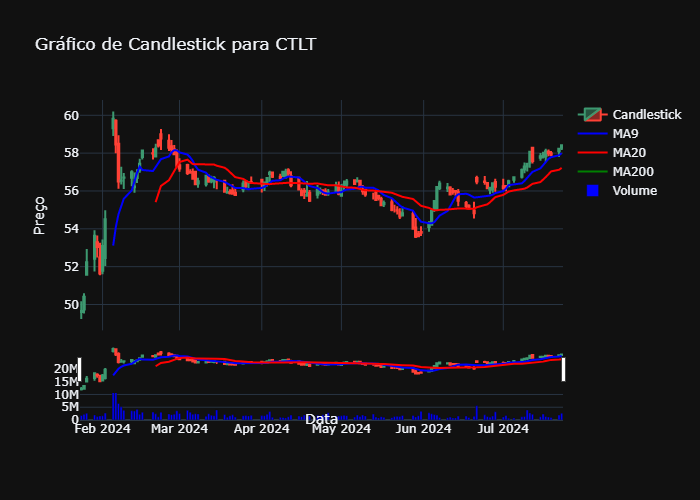 Gráfico de Candlestick para CTLT
Candlestick
MA9
MA20
MA200
Volume
Preço
60
58
56
54
52
50
20M
15M
10M
5M
0
Data
Feb 2024
Mar 2024
Apr 2024
May 2024
Jun 2024
Jul 2024